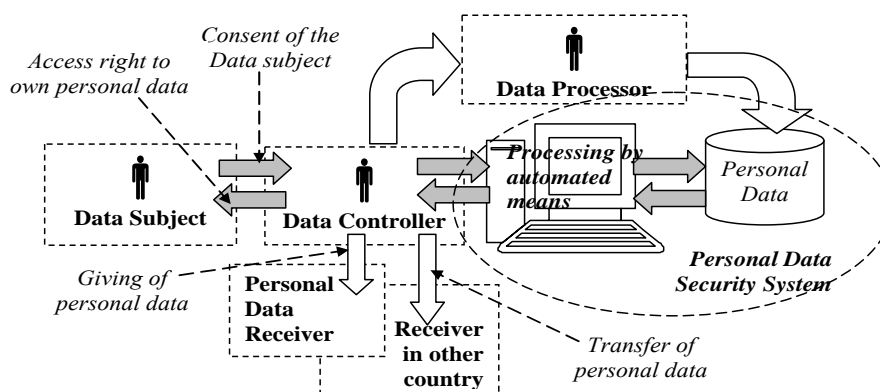 Access right to
own personal data
Consent of the
Data subject
Data Processor
Data Subject
Data Controller
Processing by
automated
means
Personal
Data
Personal Data
Security System
Giving of
personal data
Personal
Data
Receiver
Receiver
in other
country
Transfer of
personal data